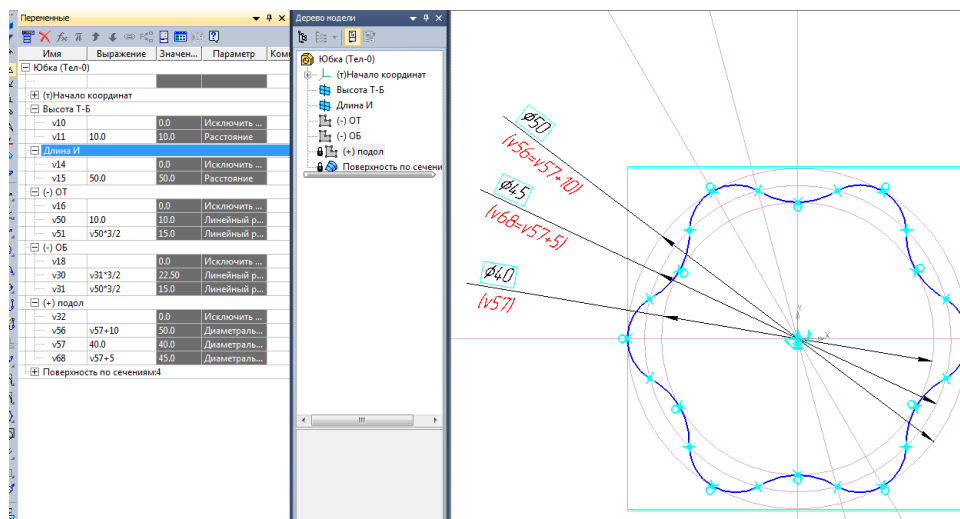 Переменные
Имя Выражение Значен... Параметр Ком
Юбка (Тел-0)
(т)Начало координат
Высота Т-Б
v10 0.0 Исключить ...
v11 10.0 10.0 Расстояние
Длина И
v14 0.0 Исключить ...
v15 50.0 50.0 Расстояние
(-) ОТ
v16 0.0 Исключить ...
v50 10.0 10.0 Линейный р...
v51 v50*3/2 15.0 Линейный р...
(-) ОБ
v18 0.0 Исключить ...
v30 v31*3/2 22.50 Линейный р...
v31 v50*3/2 15.0 Линейный р...
(+) подол
v32 0.0 Исключить ...
v56 v57+10 50.0 Диаметраль...
v57 40.0 40.0 Диаметраль...
v68 v57+5 45.0 Диаметраль...
Поверхность по сечениям:4
Дерево модели
Юбка (Тел-0)
(т)Начало координат
Высота Т-Б
Длина И
(-) ОТ
(-) ОБ
(+) подол
Поверхность по сечени
⌀50
(v56=v57+10)
⌀45
(v68=v57+5)
⌀40
(v57)
Y
X